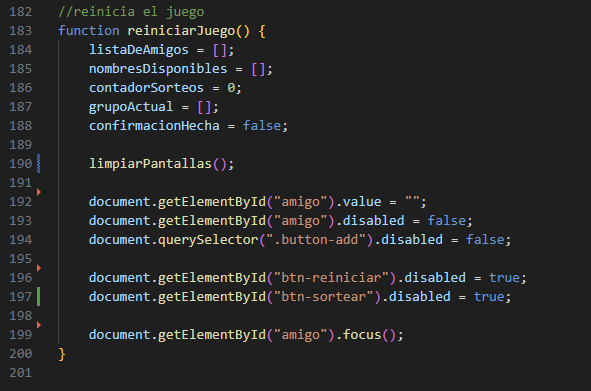 182 //reinicia el juego
183 function reiniciarJuego() {
184     listaDeAmigos = [];
185     nombresDisponibles = [];
186     contadorSorteos = 0;
187     grupoActual = [];
188     confirmacionHecha = false;
189
190     limpiarPantallas();
191
192     document.getElementById("amigo").value = "";
193     document.getElementById("amigo").disabled = false;
194     document.querySelector(".button-add").disabled = false;
195
196     document.getElementById("btn-reiniciar").disabled = true;
197     document.getElementById("btn-sortear").disabled = true;
198
199     document.getElementById("amigo").focus();
200 }
201